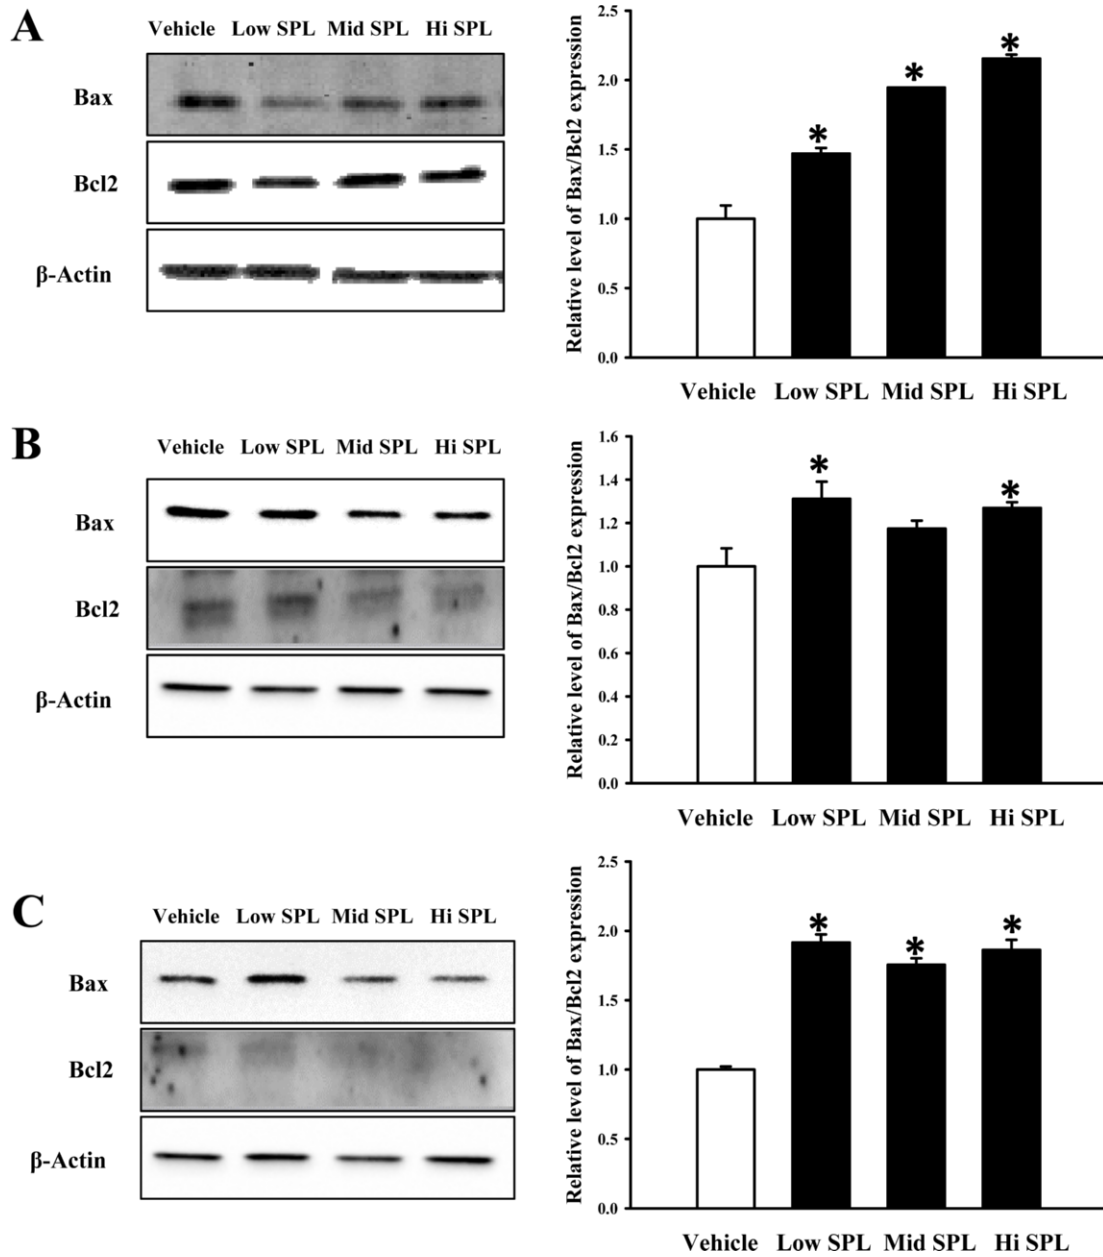 A
Vehicle Low SPL Mid SPL Hi SPL
Bax
Bcl2
β-Actin
Relative level of Bax/Bcl2 expression
2.5
2.0
1.5
1.0
0.5
0.0
*
*
*
Vehicle Low SPL Mid SPL Hi SPL
B
Vehicle Low SPL Mid SPL Hi SPL
Bax
Bcl2
β-Actin
Relative level of Bax/Bcl2 expression
1.6
1.4
1.2
1.0
0.8
0.6
0.4
0.2
0.0
*
*
Vehicle Low SPL Mid SPL Hi SPL
C
Vehicle Low SPL Mid SPL Hi SPL
Bax
Bcl2
β-Actin
Relative level of Bax/Bcl2 expression
2.5
2.0
1.5
1.0
0.5
0.0
*
*
*
Vehicle Low SPL Mid SPL Hi SPL